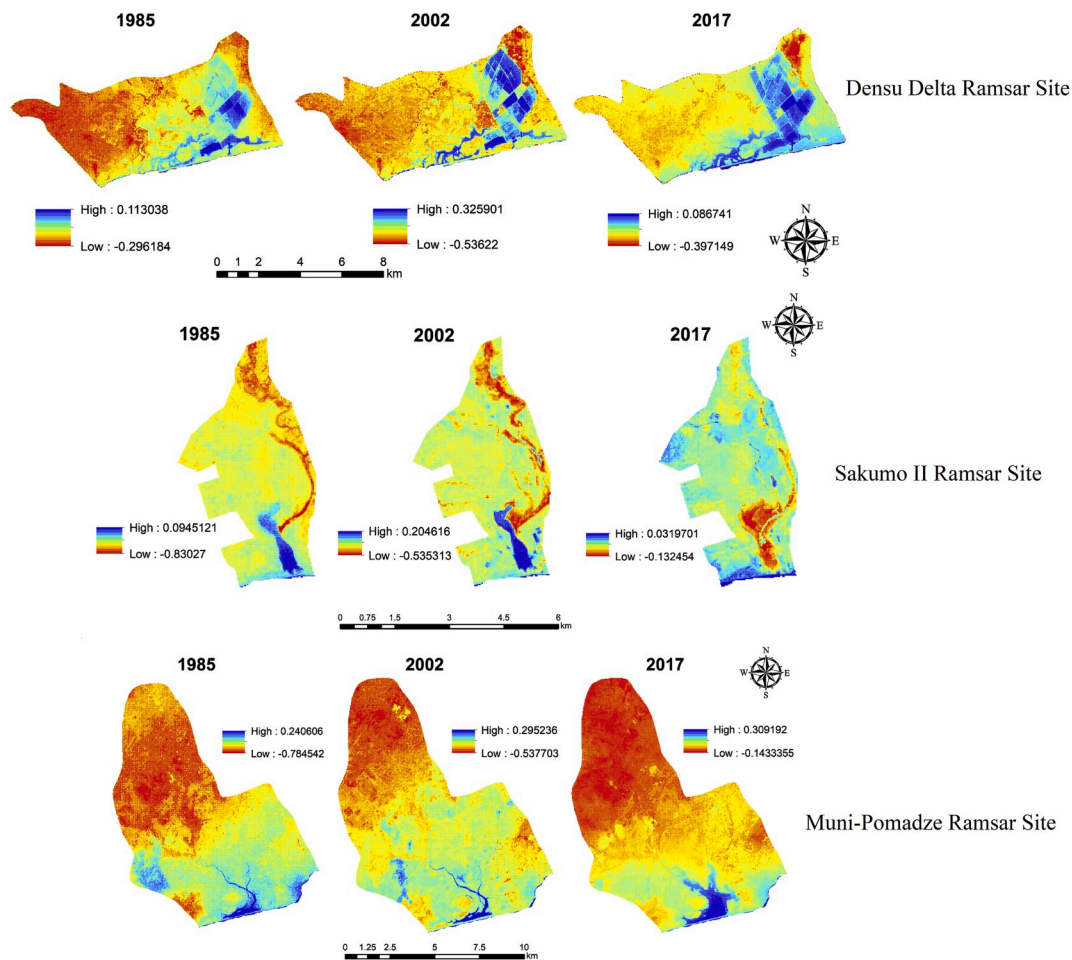 1985 2002 2017
Densu Delta Ramsar Site
High : 0.113038
Low : -0.296184
High : 0.325901
Low : -0.53622
High : 0.086741
Low : -0.397149
N
W E
S
0 1 2 4 6 8
km
N
W E
S
1985 2002 2017
Sakumo II Ramsar Site
High : 0.0945121
Low : -0.83027
High : 0.204616
Low : -0.535313
High : 0.0319701
Low : -0.132454
0 0.75 1.5 3 4.5 6
km
1985 2002 2017
N
W E
S
High : 0.240606
Low : -0.784542
High : 0.295236
Low : -0.537703
High : 0.309192
Low : -0.1433355
Muni-Pomadze Ramsar Site
0 1.25 2.5 5 7.5 10
km